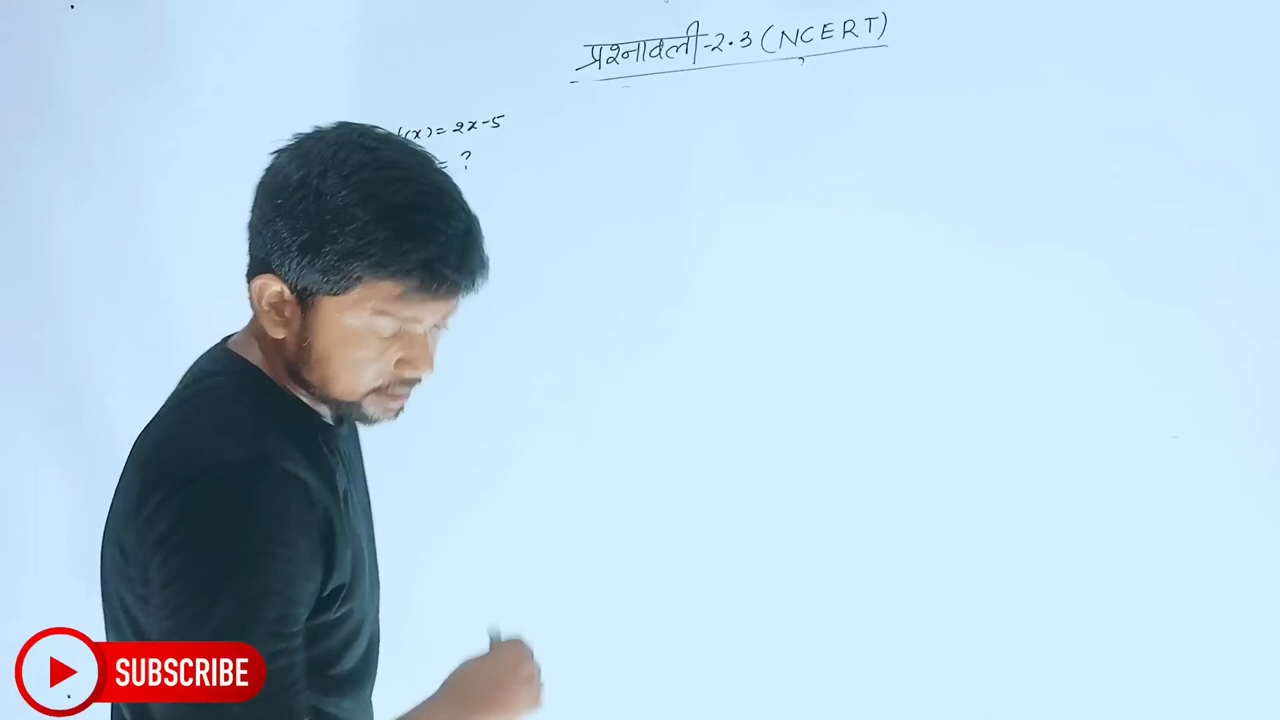 प्रश्नावली-2.3 (NCERT)
(x) = 2x-5
= ?
SUBSCRIBE